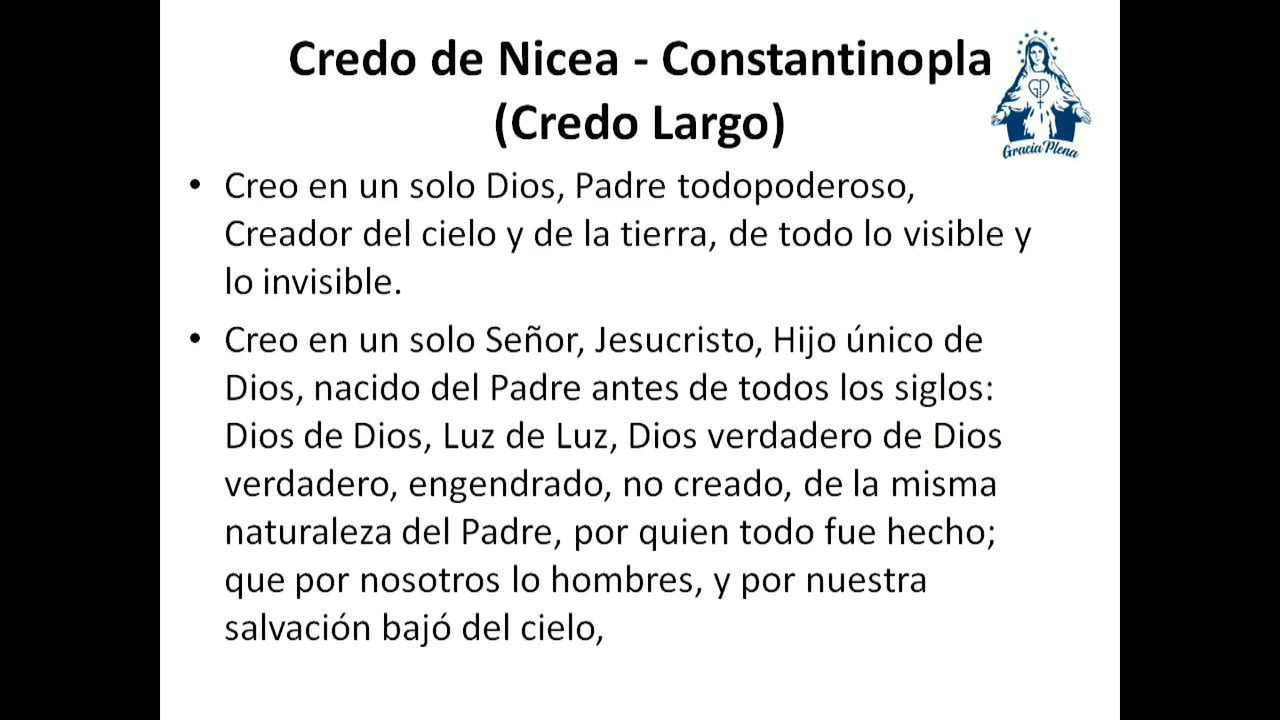 Credo de Nicea - Constantinopla
(Credo Largo)
Gracia Plena
• Creo en un solo Dios, Padre todopoderoso,
Creador del cielo y de la tierra, de todo lo visible y
lo invisible.
• Creo en un solo Señor, Jesucristo, Hijo único de
Dios, nacido del Padre antes de todos los siglos:
Dios de Dios, Luz de Luz, Dios verdadero de Dios
verdadero, engendrado, no creado, de la misma
naturaleza del Padre, por quien todo fue hecho;
que por nosotros lo hombres, y por nuestra
salvación bajó del cielo,